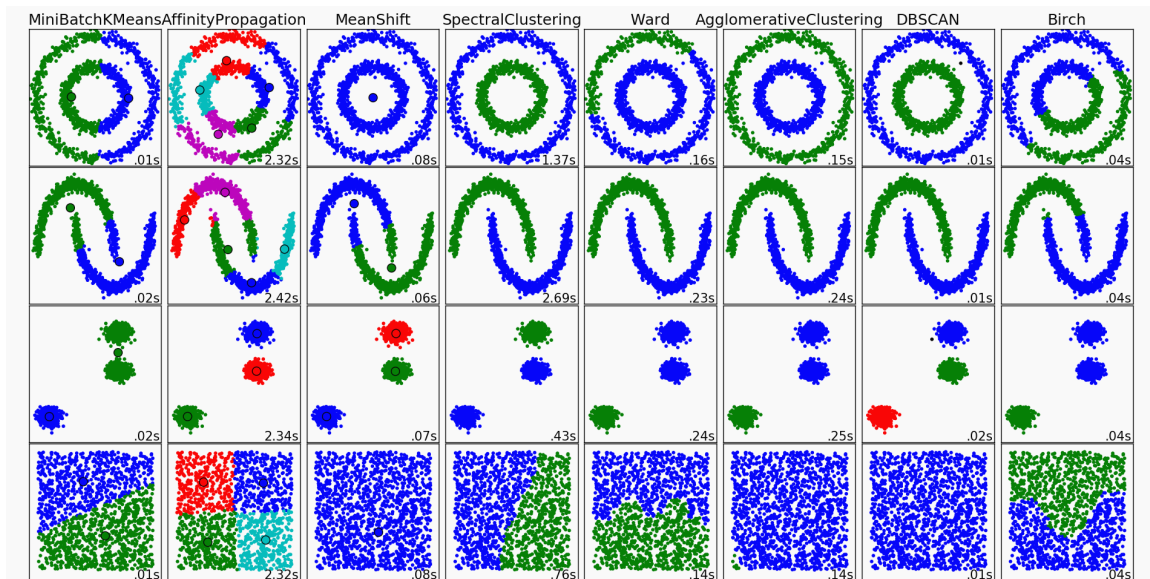 MiniBatchKMeans AffinityPropagation MeanShift SpectralClustering Ward AgglomerativeClustering DBSCAN Birch
.01s 2.32s .08s 1.37s .16s .15s .01s .04s
.02s 2.42s .06s 2.69s .23s .24s .01s .04s
.02s 2.34s .07s .43s .24s .25s .02s .04s
.01s 2.32s .08s .76s .14s .14s .01s .04s